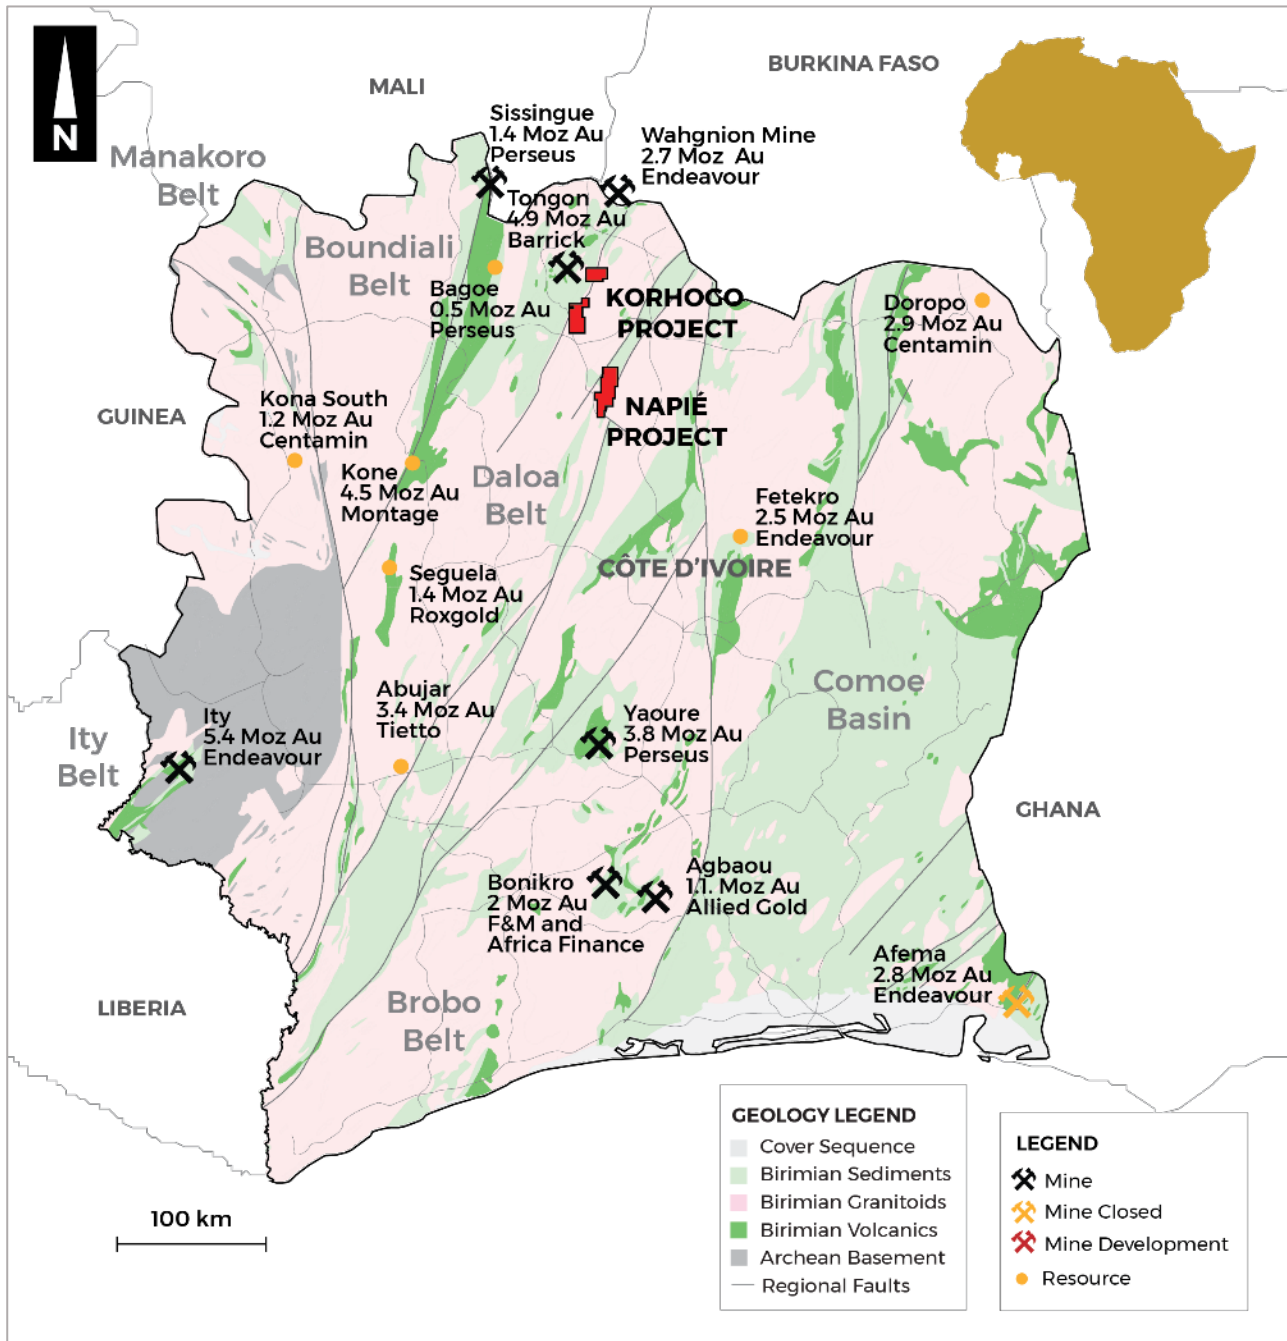 BURKINA FASO
MALI
N
Sissingue
1.4 Moz Au
Perseus
Wahgnion Mine
2.7 Moz Au
Endeavour
Manakoro
Belt
Tongon
4.9 Moz Au
Barrick
Boundiali
Belt
Bagoe
0.5 Moz Au
Perseus
KORHOGO
PROJECT
Doropo
2.9 Moz Au
Centamin
GUINEA
Kona South
1.2 Moz Au
Centamin
NAPIÉ
PROJECT
Kone
4.5 Moz Au
Montage
Daloa
Belt
Fetekro
2.5 Moz Au
Endeavour
CÔTE D'IVOIRE
Seguela
1.4 Moz Au
Roxgold
Comoe
Basin
Abujar
3.4 Moz Au
Tietto
Ity
5.4 Moz Au
Endeavour
Yaoure
3.8 Moz Au
Perseus
Ity
Belt
GHANA
Bonikro
2 Moz Au
F&M and
Africa Finance
Agbaou
1.1. Moz Au
Allied Gold
Afema
2.8 Moz Au
Endeavour
LIBERIA
Brobo
Belt
GEOLOGY LEGEND
Cover Sequence
Birimian Sediments
Birimian Granitoids
Birimian Volcanics
Archean Basement
Regional Faults
LEGEND
Mine
Mine Closed
Mine Development
Resource
100 km